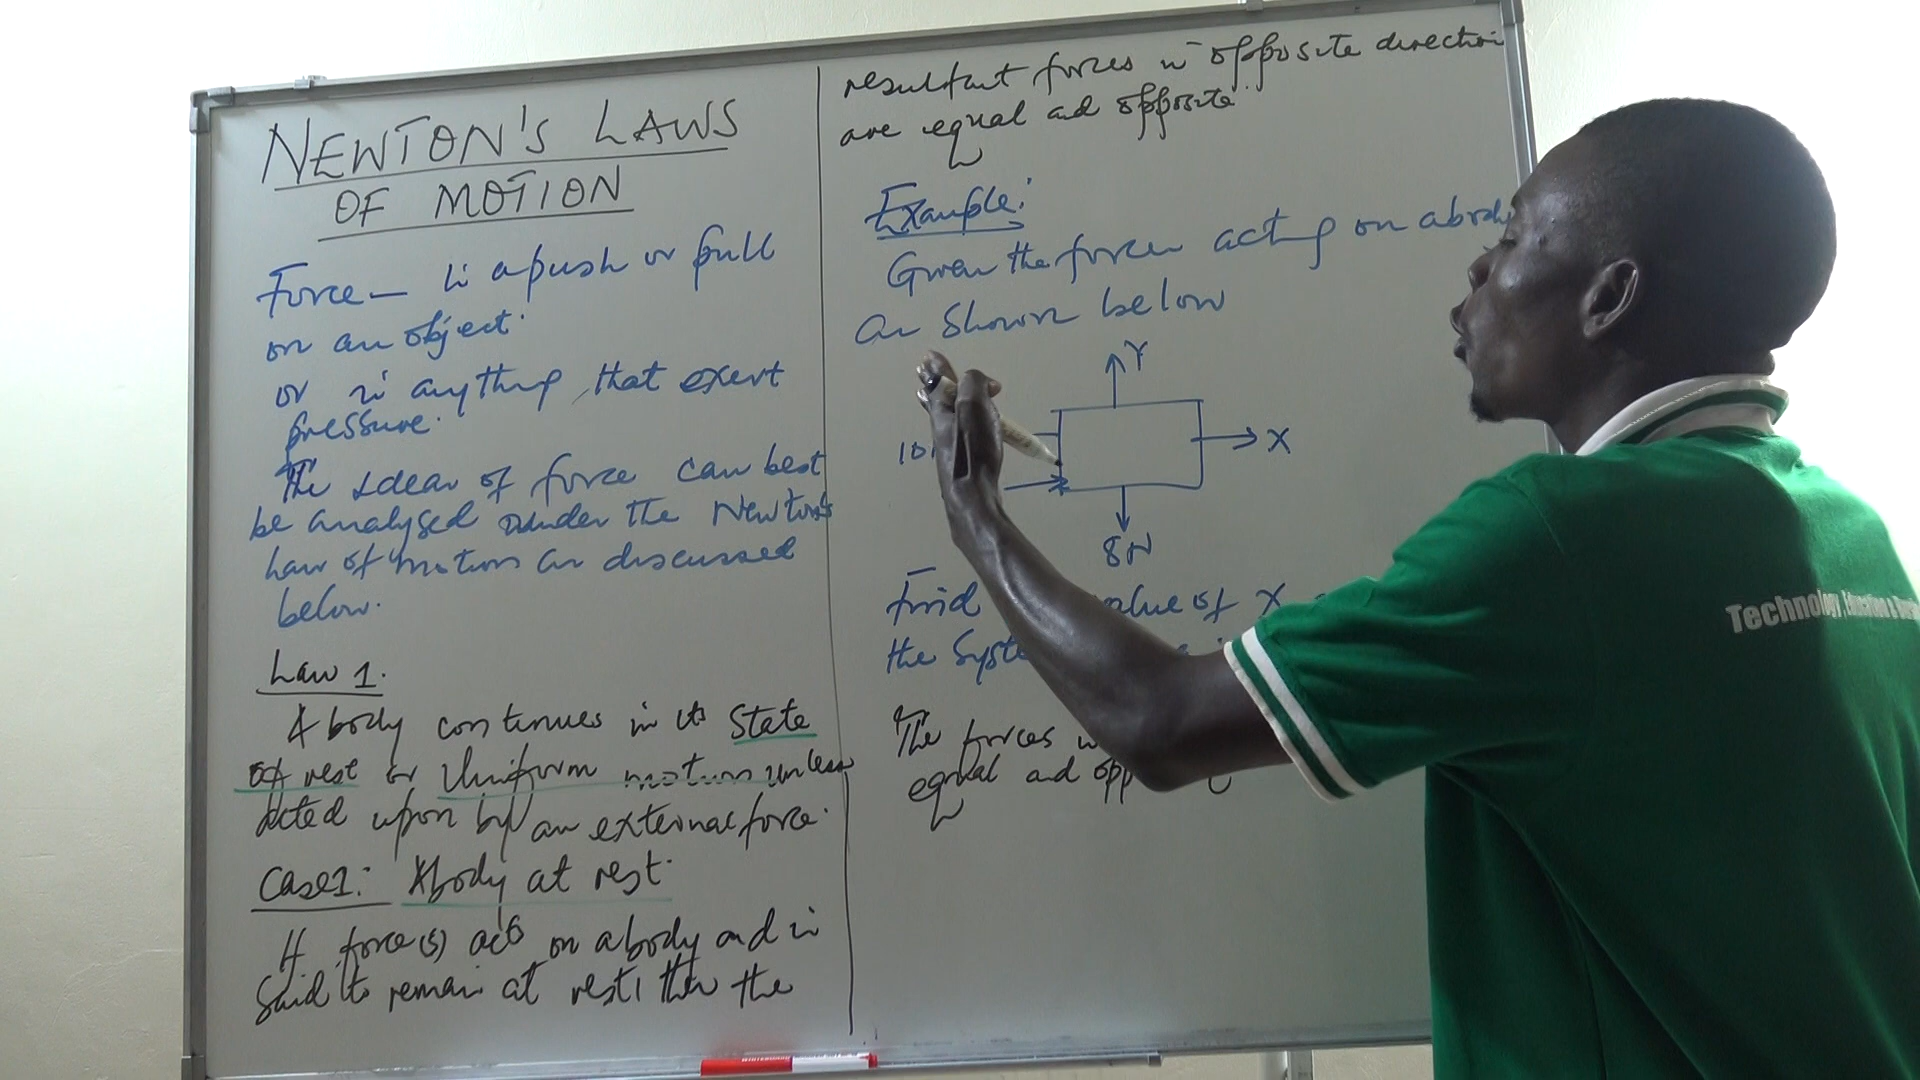 NEWTON'S LAWS
OF MOTION
Force - is a push or pull
on an object.
or is anything that exert
pressure.
The idear of force can best
be analysed under the Newton's
law of motion as discussed
below.
Law 1.
A body continues in its state
of rest or Uniform motion unless
acted upon by an external force.
Case1: A body at rest.
If force(s) acts on a body and is
said to remain at rest, then the
resultant forces in opposite direction
are equal and opposite.
Example:
Given the forces acting on a body
as shown below
Y
10
X
8N
Find value of X
the Syste
The forces
equal and opp
Technology, Education &